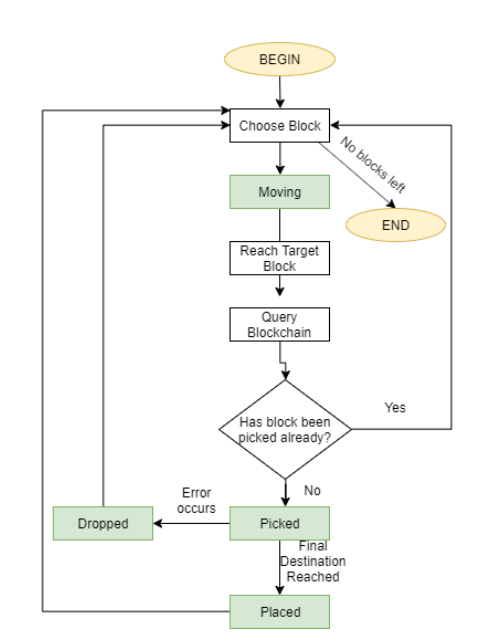 BEGIN
Choose Block
No blocks left
Moving
END
Reach Target
Block
Query
Blockchain
Has block been
picked already?
Yes
No
Error
occurs
Dropped
Picked
Final
Destination
Reached
Placed